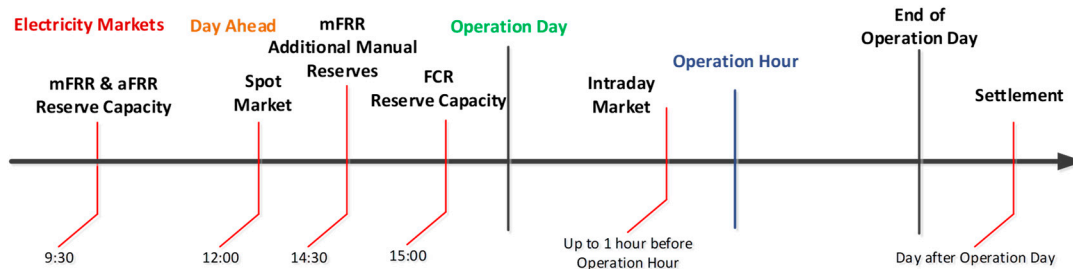 Electricity Markets
Day Ahead
mFRR
Additional Manual
Reserves
Operation Day
End of
Operation Day
mFRR & aFRR
Reserve Capacity
Spot
Market
FCR
Reserve Capacity
Intraday
Market
Operation Hour
Settlement
9:30
12:00
14:30
15:00
Up to 1 hour before
Operation Hour
Day after Operation Day